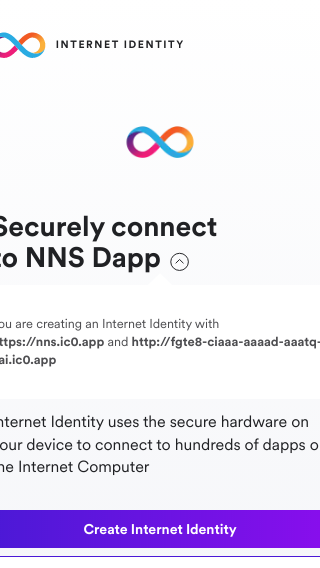 INTERNET IDENTITY
Securely connect
to NNS Dapp
ou are creating an Internet Identity with
ttps://nns.ic0.app and http://fgte8-ciaaa-aaaad-aaatq-
ai.ic0.app
nternet Identity uses the secure hardware on
our device to connect to hundreds of dapps o
he Internet Computer
Create Internet Identity